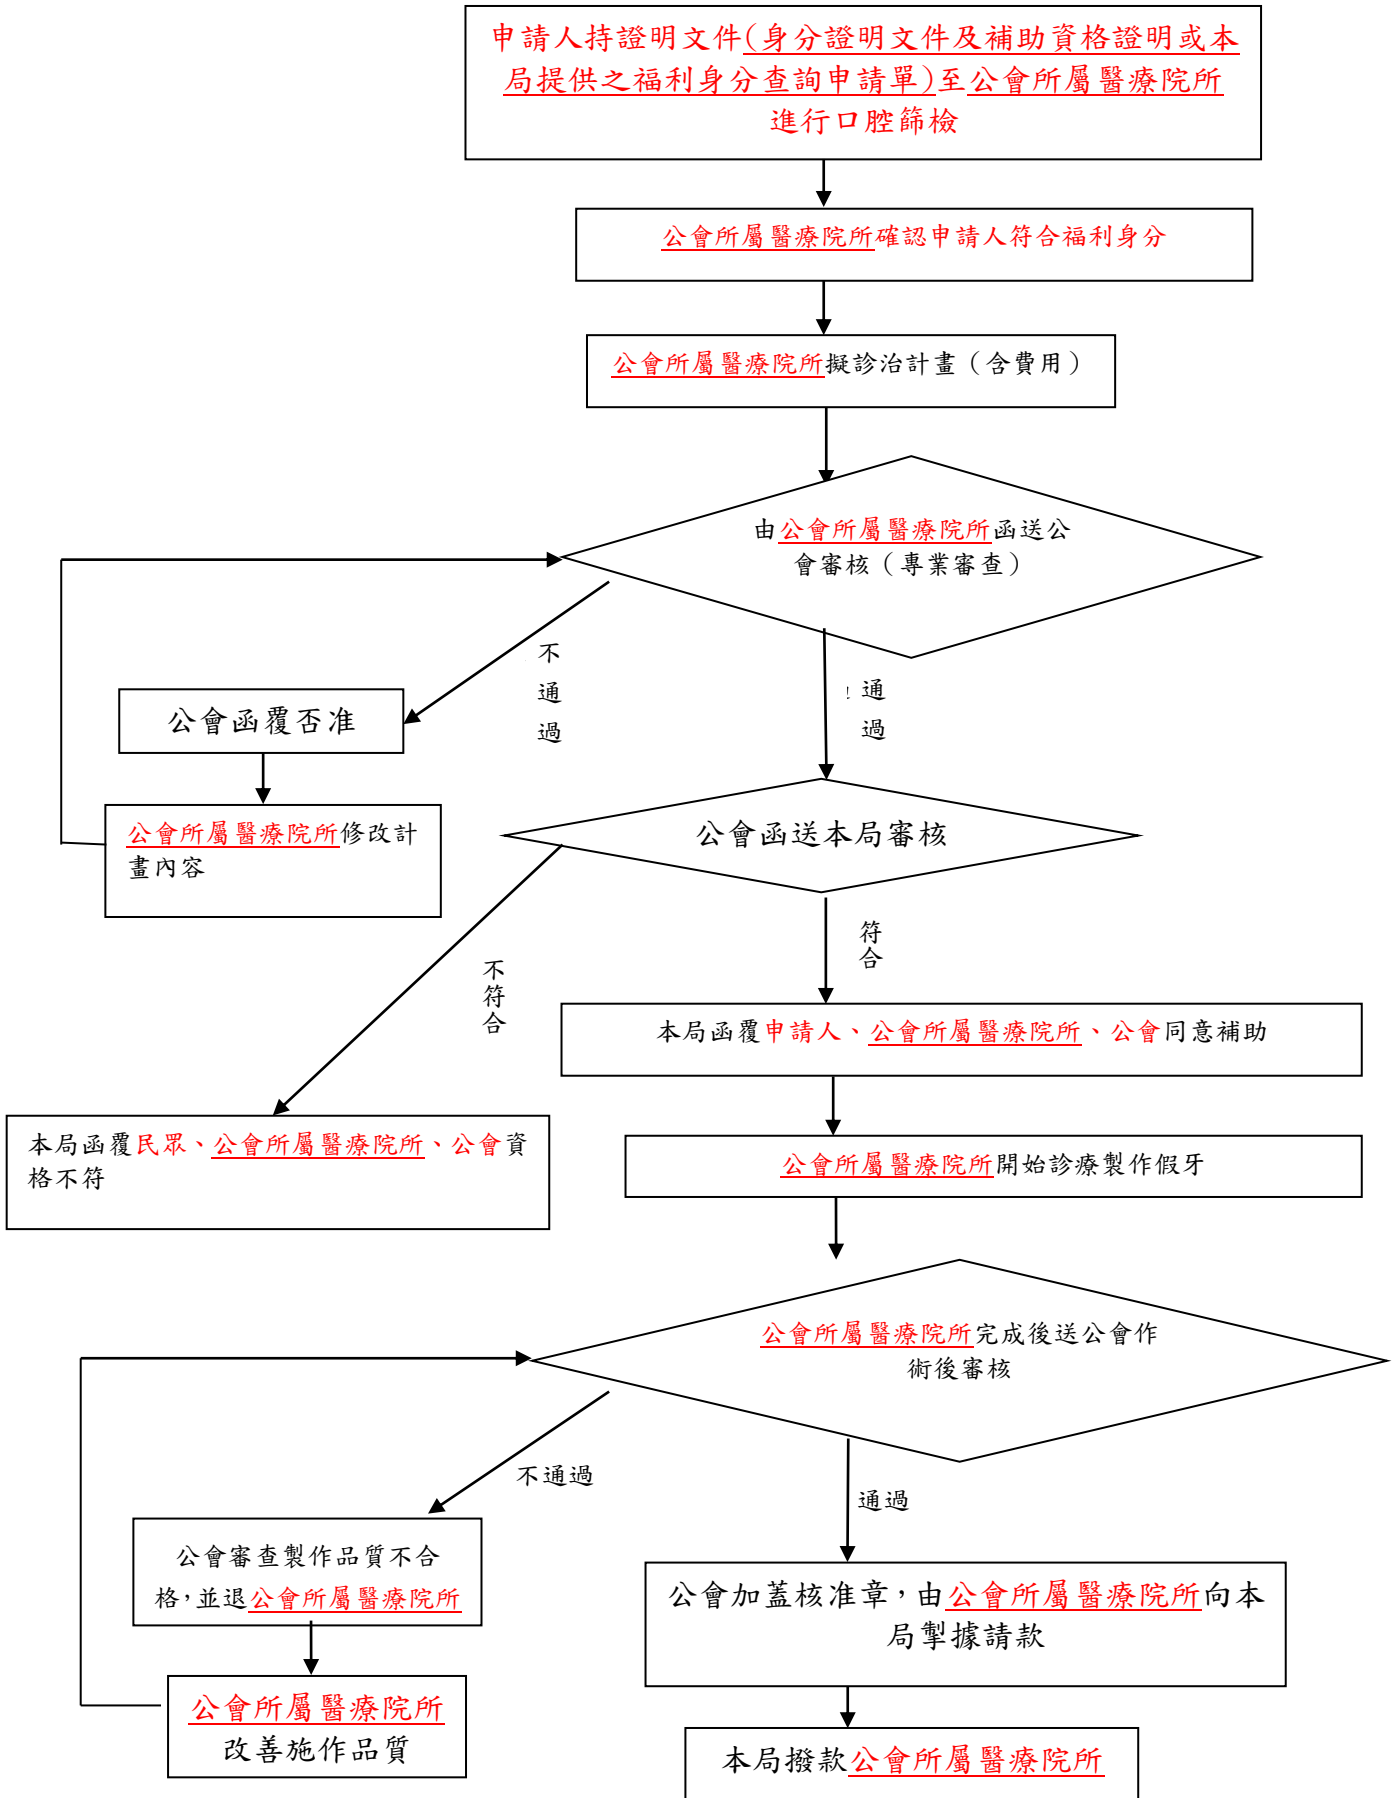 申請人持證明文件(身分證明文件及補助資格證明或本
局提供之福利身分查詢申請單)至公會所屬醫療院所
進行口腔篩檢
公會所屬醫療院所確認申請人符合福利身分
公會所屬醫療院所擬診治計畫（含費用）
由公會所屬醫療院所函送公
會審核（專業審查）
不
通
過
通
過
公會函覆否准
公會所屬醫療院所修改計
畫內容
公會函送本局審核
符
合
不
符
合
本局函覆申請人、公會所屬醫療院所、公會同意補助
本局函覆民眾、公會所屬醫療院所、公會資
格不符
公會所屬醫療院所開始診療製作假牙
公會所屬醫療院所完成後送公會作
術後審核
不通過
通過
公會審查製作品質不合
格，並退公會所屬醫療院所
公會加蓋核准章，由公會所屬醫療院所向本
局掣據請款
公會所屬醫療院所
改善施作品質
本局撥款公會所屬醫療院所